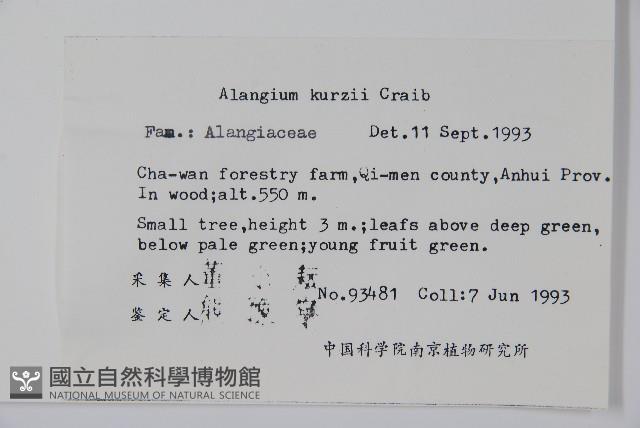 Alangium kurzii Craib
Fam.: Alangiaceae Det.11 Sept.1993
Cha-wan forestry farm,Qi-men county,Anhui Prov.
In wood;alt.550 m.
Small tree,height 3 m.;leafs above deep green,
below pale green;young fruit green.
采集人
鉴定人
No.93481 Coll:7 Jun 1993
中国科学院南京植物研究所
國立自然科學博物館
NATIONAL MUSEUM OF NATURAL SCIENCE